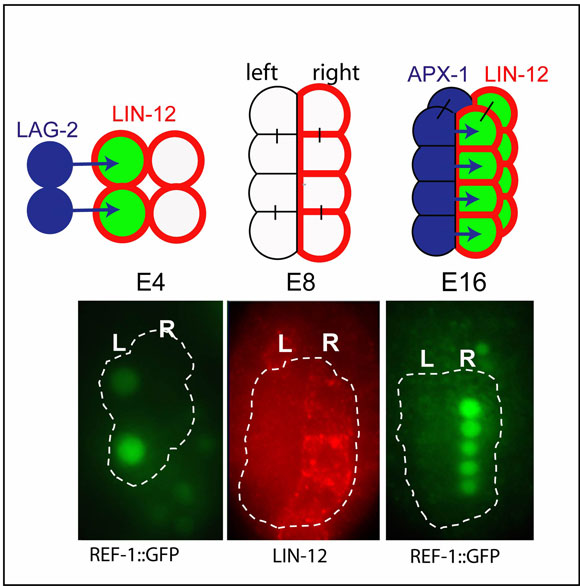 left right
APX-1 LIN-12
LIN-12
LAG-2
E4 E8 E16
L R L R L R
REF-1::GFP LIN-12 REF-1::GFP